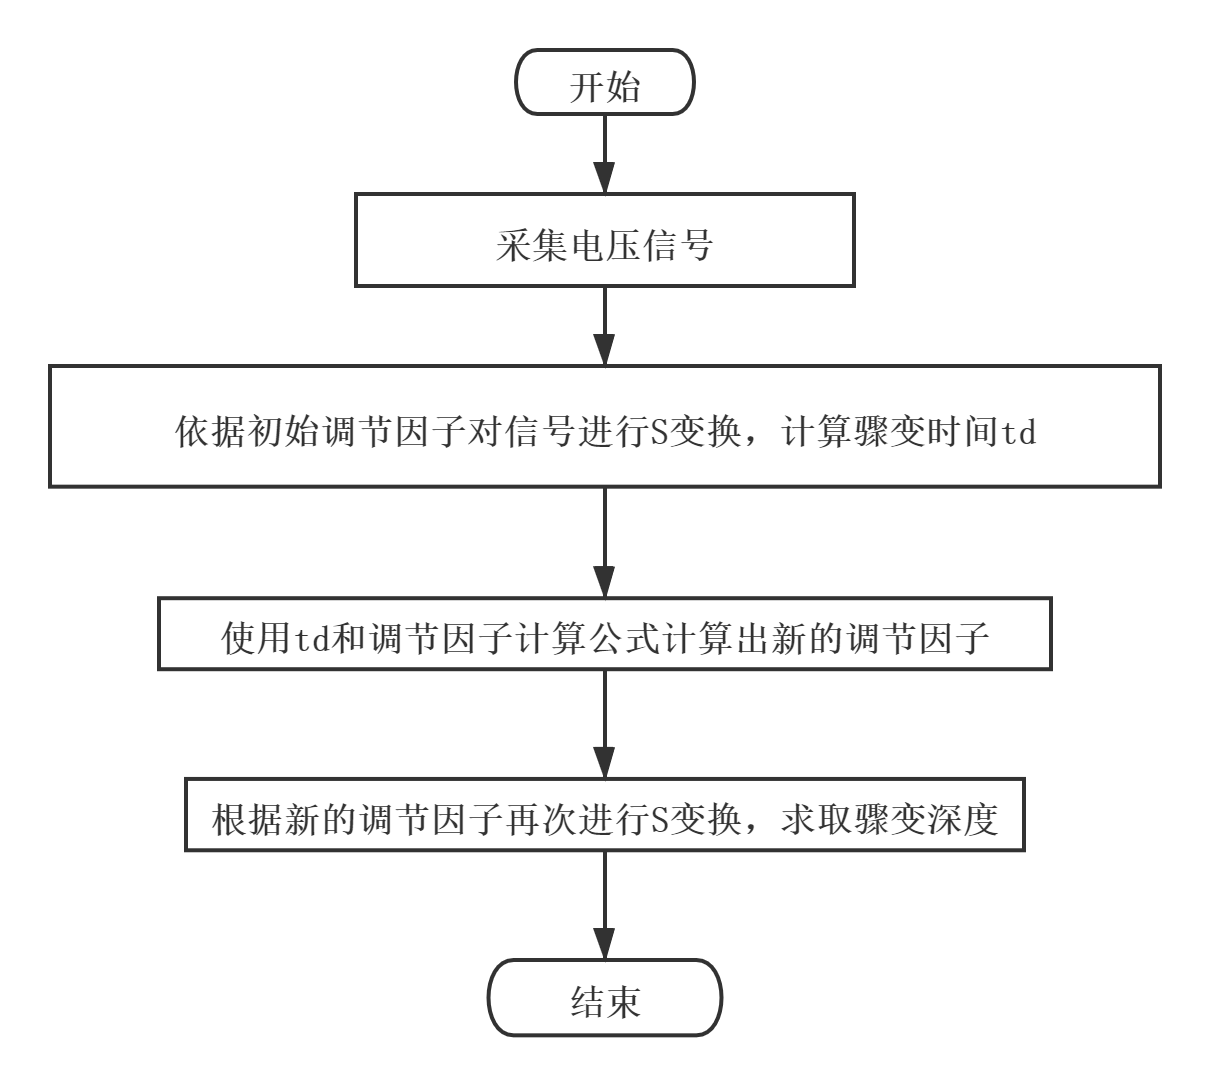 开始
采集电压信号
依据初始调节因子对信号进行S变换，计算骤变时间td
使用td和调节因子计算公式计算出新的调节因子
根据新的调节因子再次进行S变换，求取骤变深度
结束